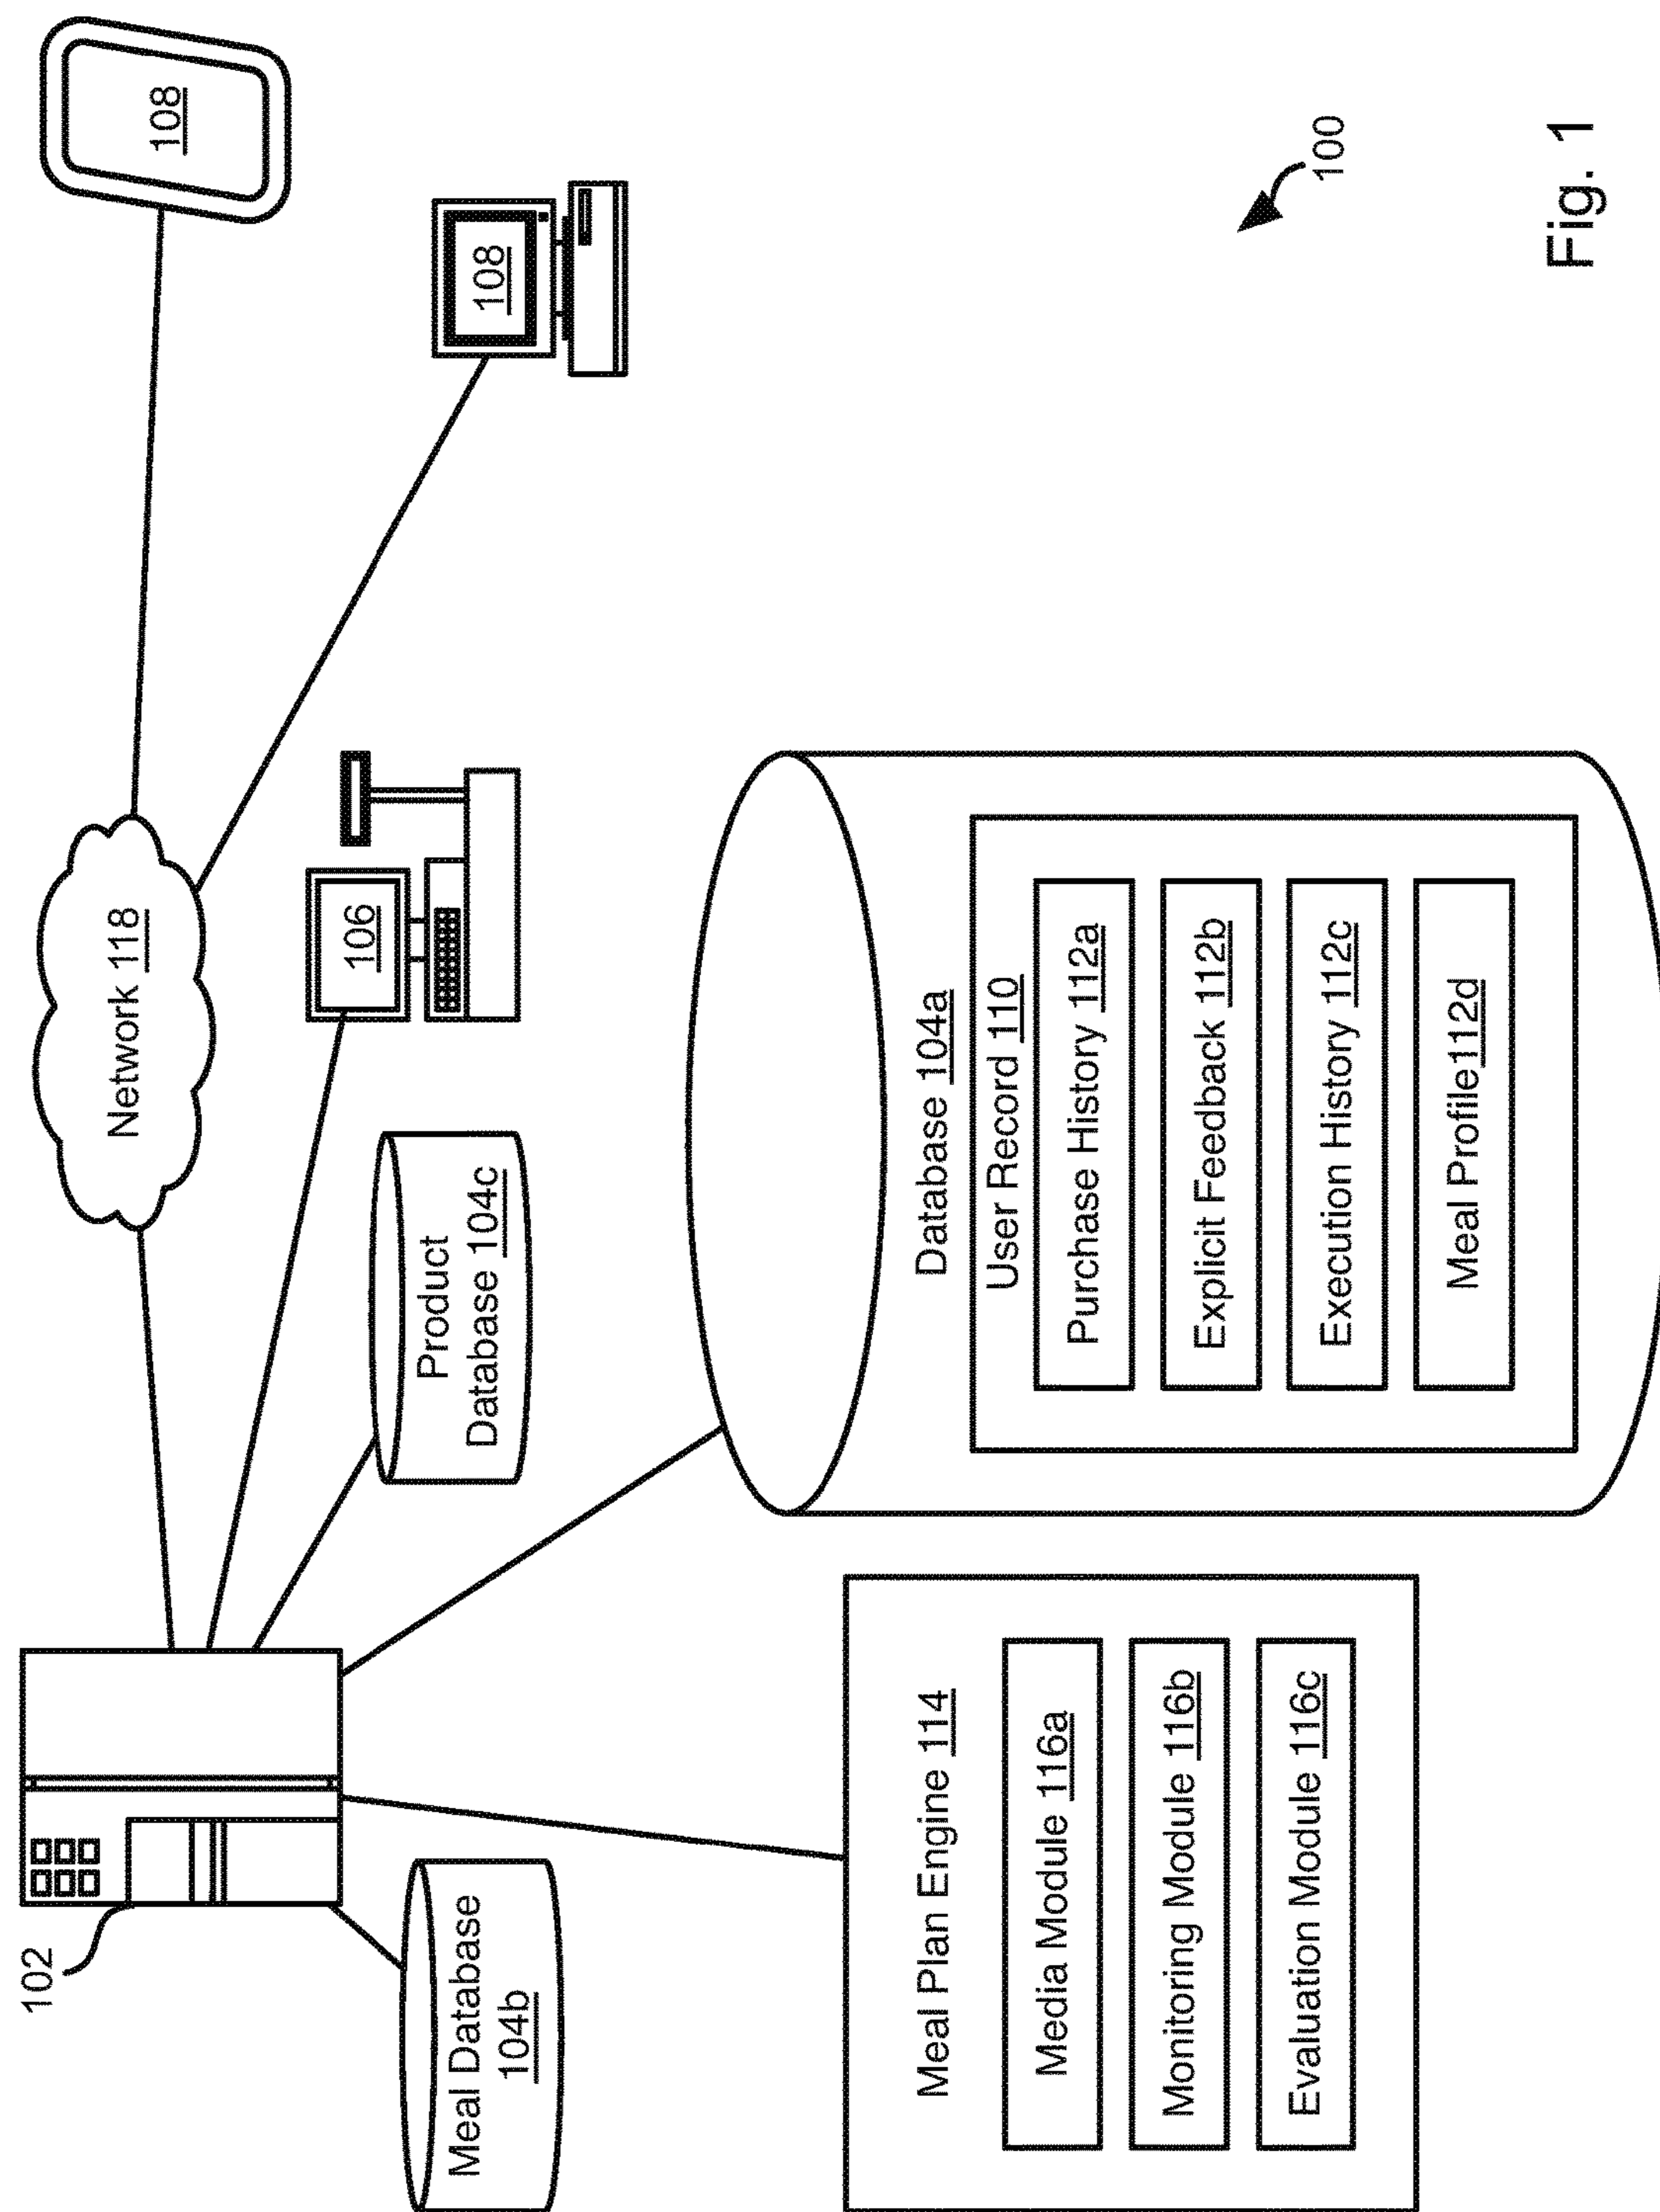 102
Network 118
108
106
108
Product
Database 104c
Meal Database
104b
Meal Plan Engine 114
Media Module 116a
Monitoring Module 116b
Evaluation Module 116c
Database 104a
User Record 110
Purchase History 112a
Explicit Feedback 112b
Execution History 112c
Meal Profile112d
100
Fig. 1